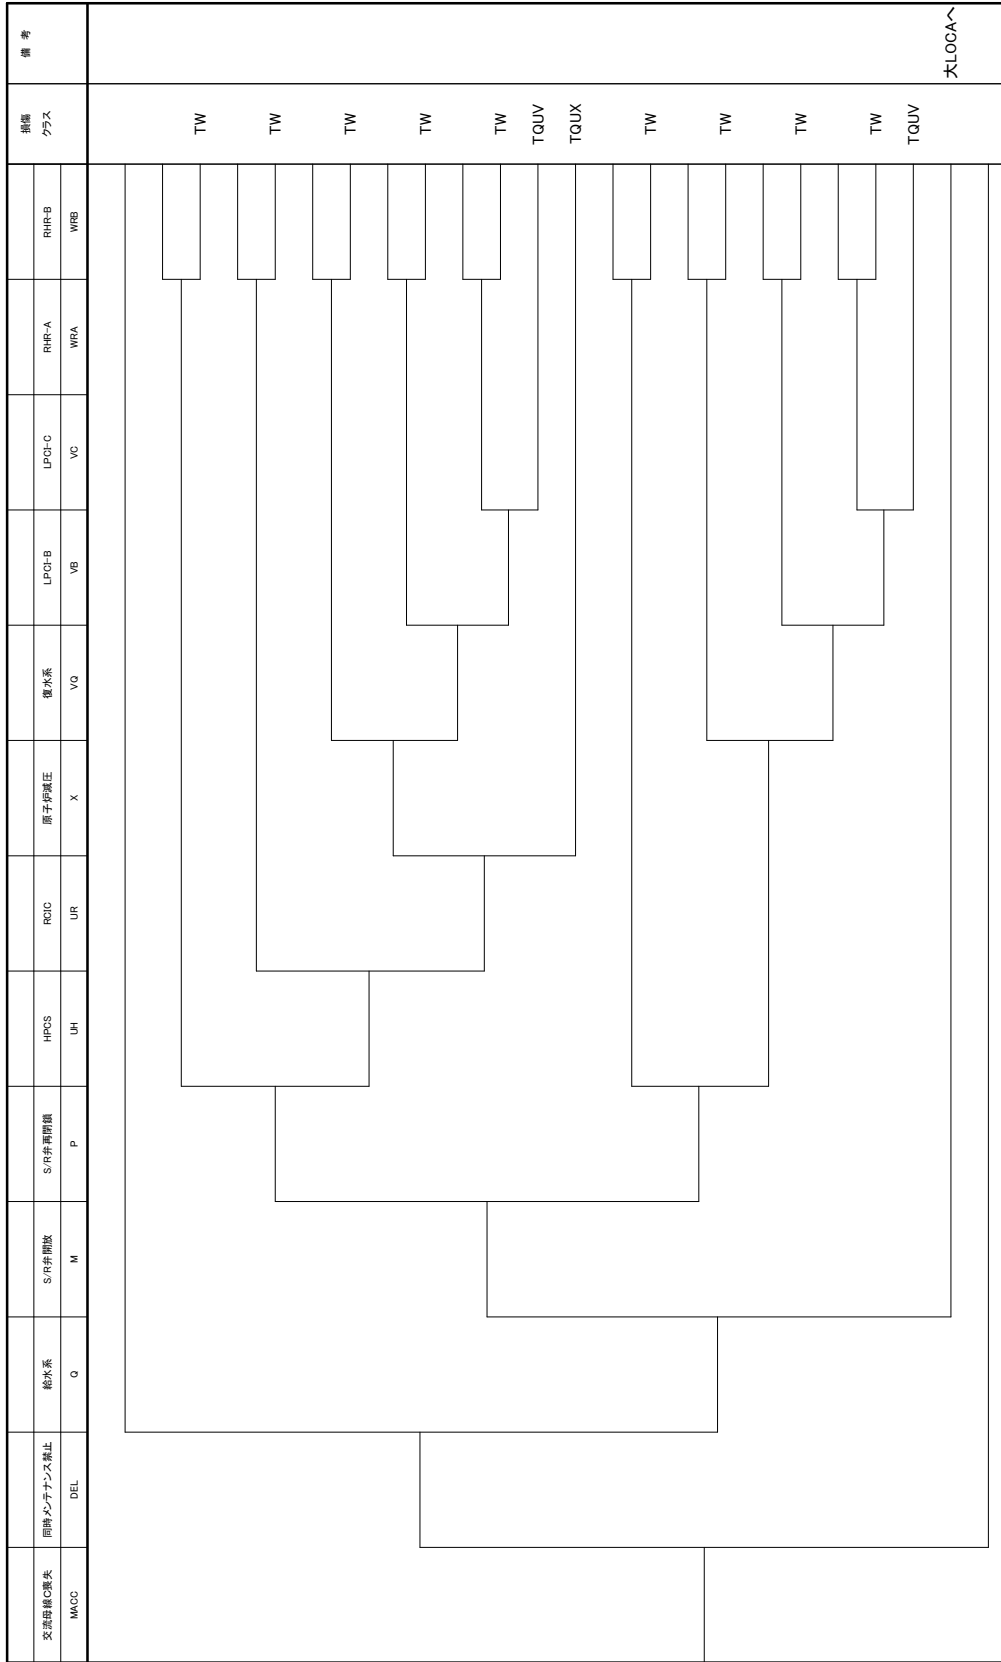 交流母線C喪失 同時メンテナンス禁止 給水系 S/R弁開放 S/R弁再閉鎖 HPCS RCIC 原子炉減圧 復水系 LPCI-B LPCI-C RHR-A RHR-B 損傷クラス 備考
MACC DEL Q M P UH UR X VQ VB VC WRA WRB
TW
TW
TW
TW
TW
TQUV
TQUX
TW
TW
TW
TW
TQUV
大LOCAへ